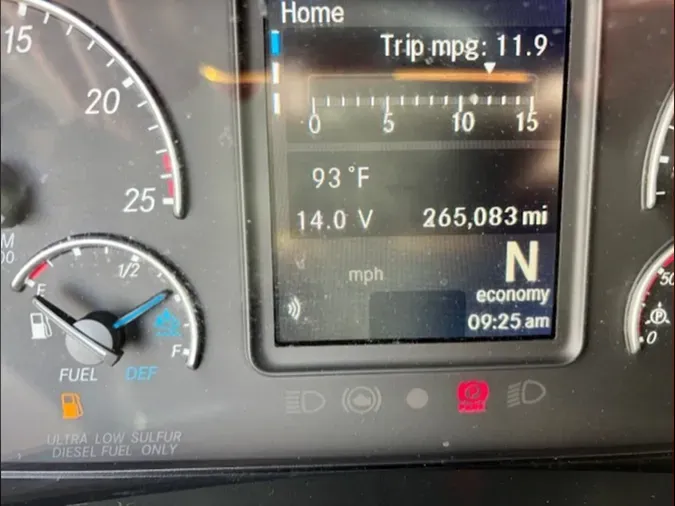 Home
Trip mpg: 11.9
15
20
25
0 5 10 15
93°F
14.0 V 265,083 mi
N
mph
economy
09:25 am
1/2
F
FUEL DEF
ULTRA LOW SULFUR
DIESEL FUEL ONLY
0